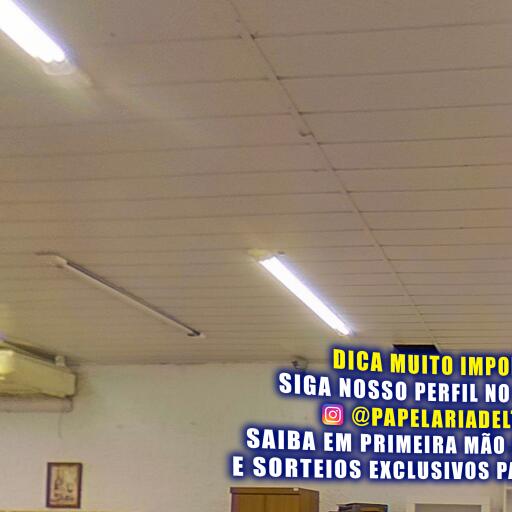 DICA MUITO IMPO
SIGA NOSSO PERFIL NO
@PAPELARIADEL
SAIBA EM PRIMEIRA MÃO
E SORTEIOS EXCLUSIVOS PA